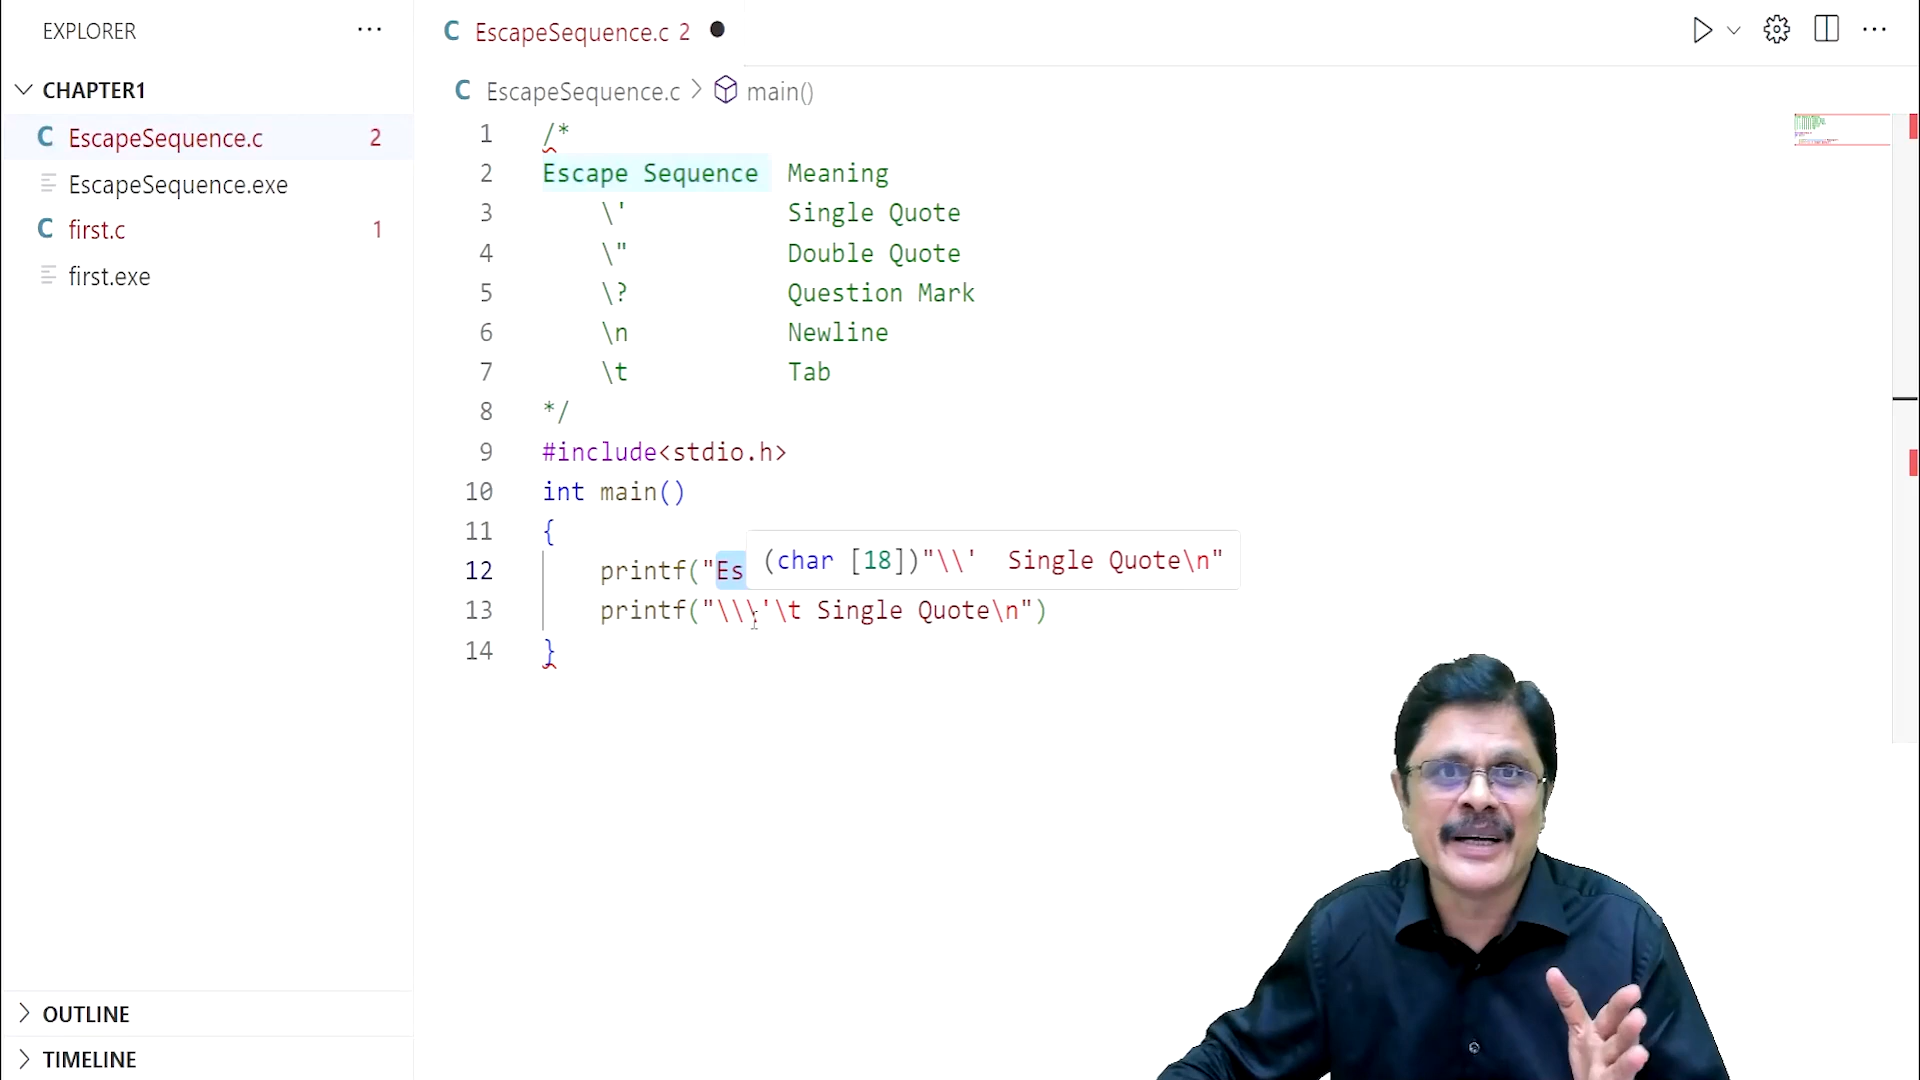 EXPLORER ...
CHAPTER1
EscapeSequence.c 2
EscapeSequence.exe
first.c 1
first.exe
OUTLINE
TIMELINE
C EscapeSequence.c 2
C EscapeSequence.c > main()
1 /*
2 Escape Sequence Meaning
3 \' Single Quote
4 \" Double Quote
5 \? Question Mark
6 \n Newline
7 \t Tab
8 */
9 #include<stdio.h>
10 int main()
11 {
12 printf("Es
(char [18])"\\' Single Quote\n"
13 printf("\\\'\t Single Quote\n")
14 }